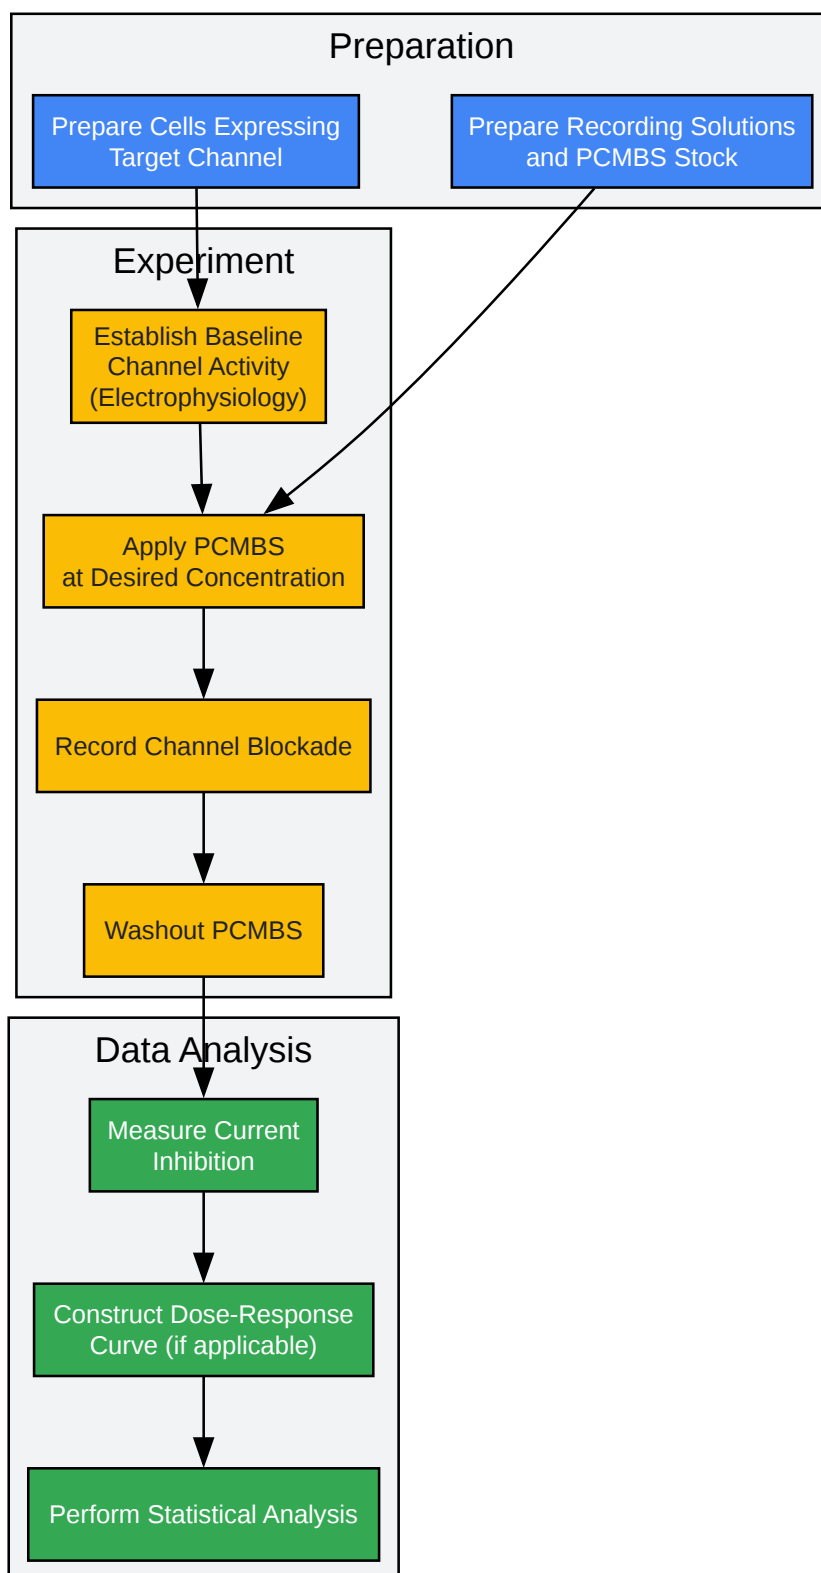 Preparation
Prepare Cells Expressing
Target Channel
Prepare Recording Solutions
and PCMBS Stock
Experiment
Establish Baseline
Channel Activity
(Electrophysiology)
Apply PCMBS
at Desired Concentration
Record Channel Blockade
Washout PCMBS
Data Analysis
Measure Current
Inhibition
Construct Dose-Response
Curve (if applicable)
Perform Statistical Analysis